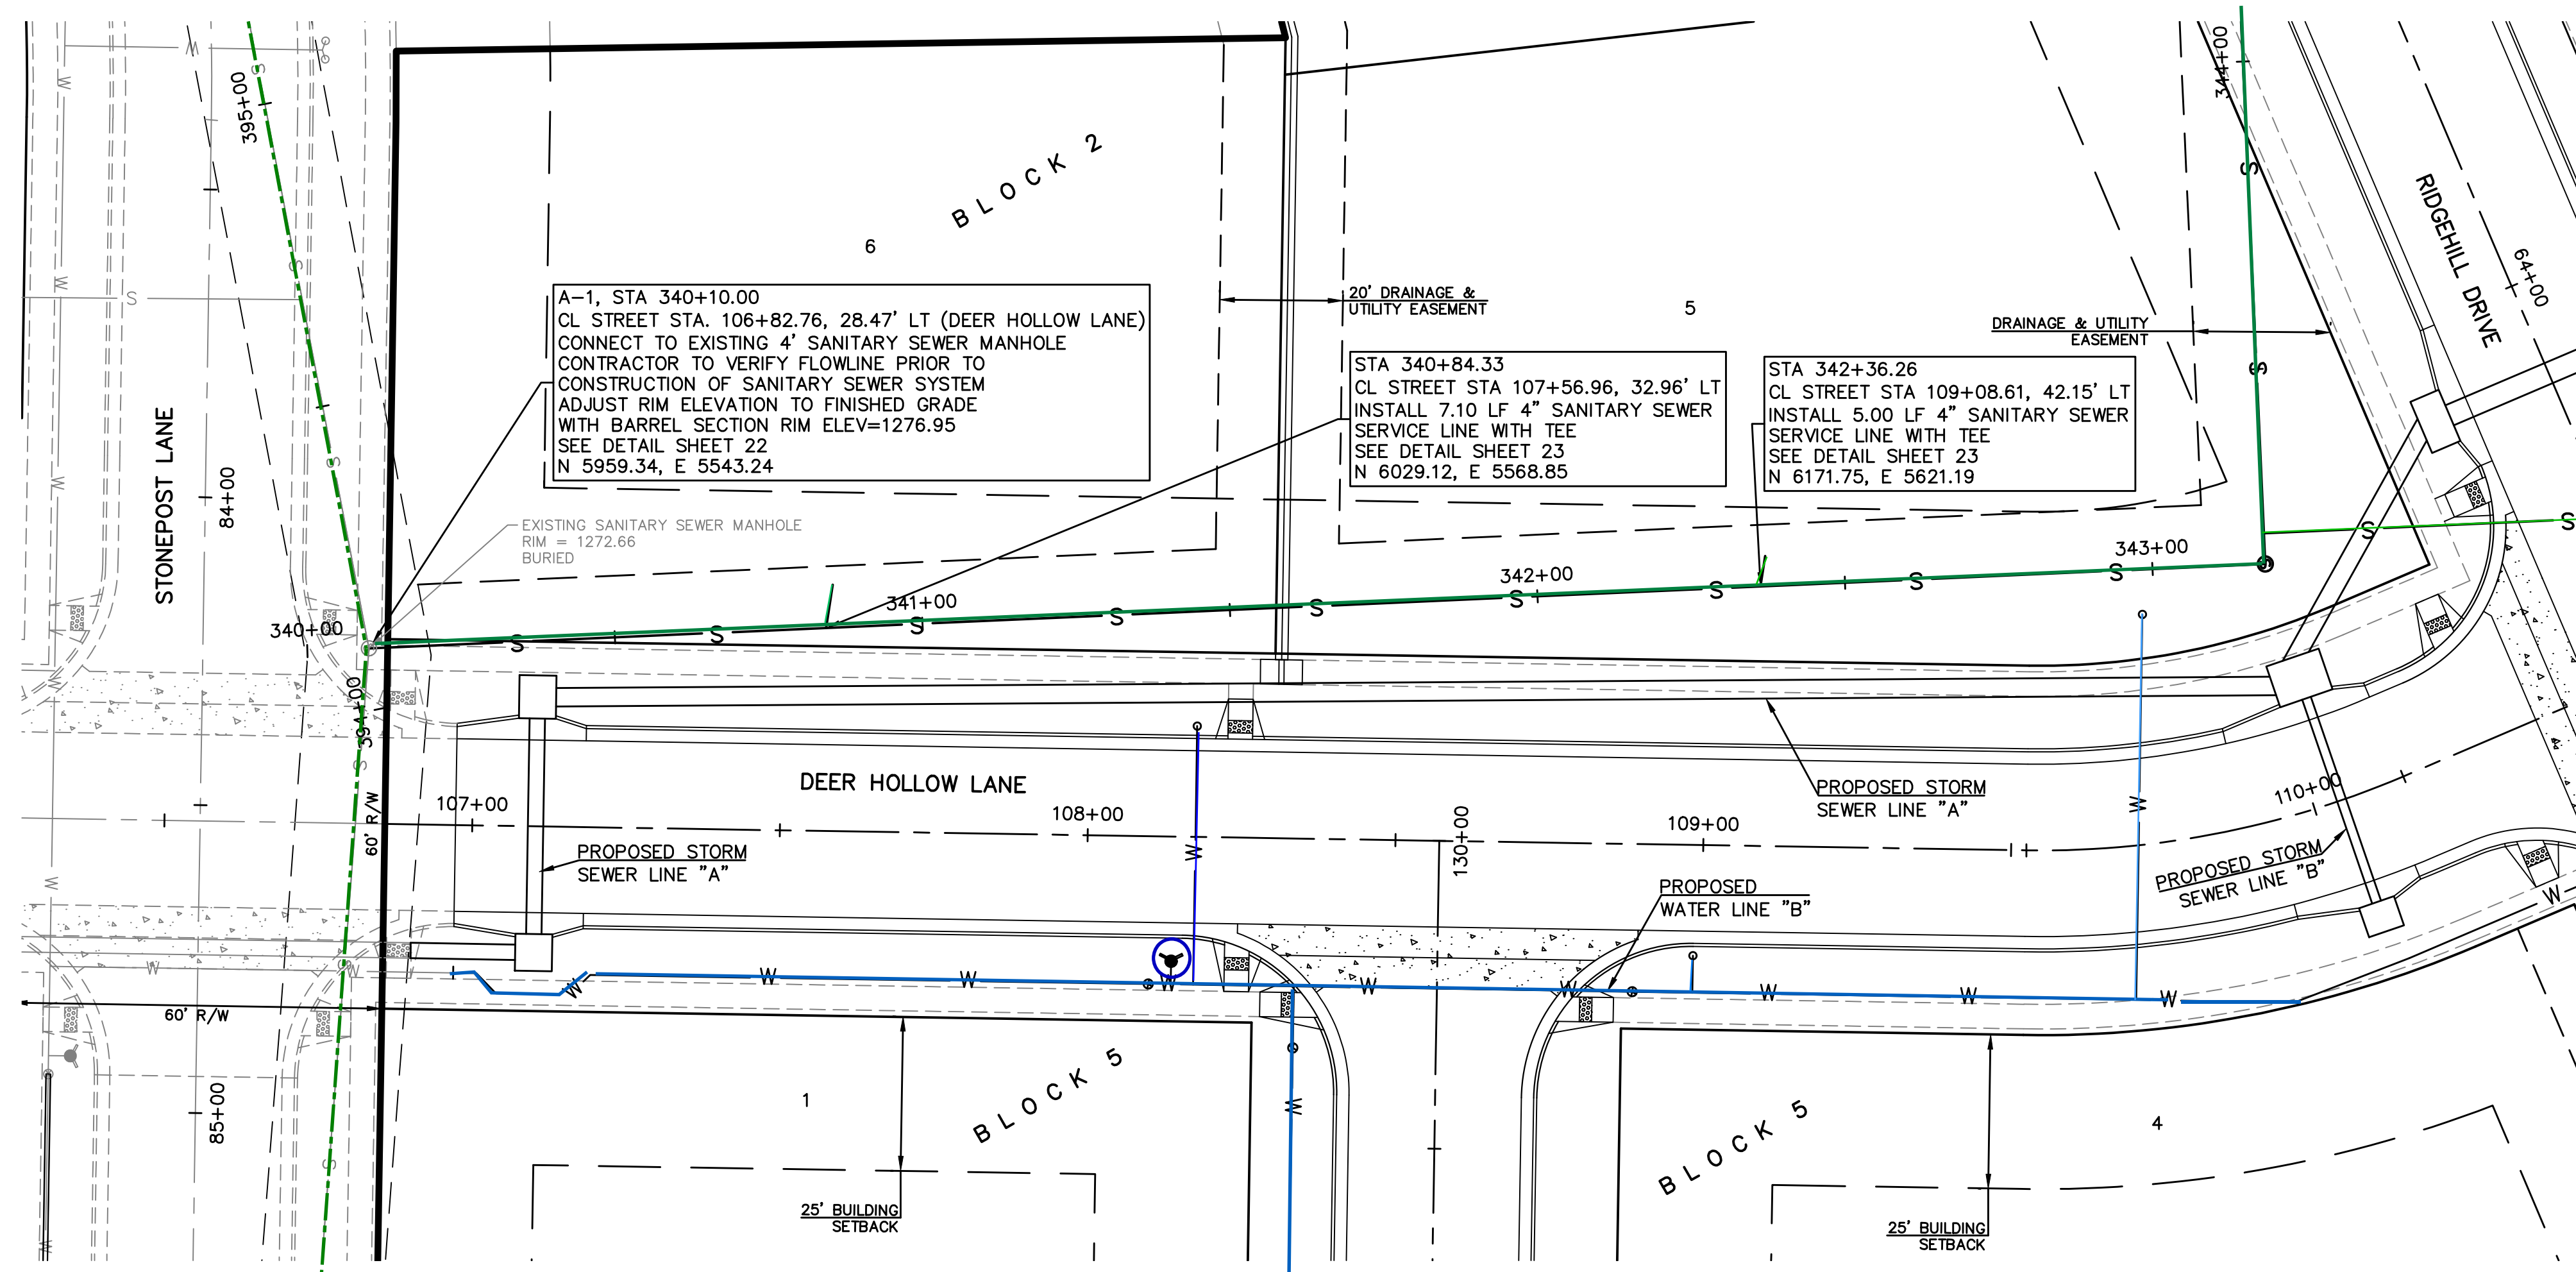 395+00
344+00
BLOCK 2
6
RIDGEHILL DRIVE
64+00
A-1, STA 340+10.00
CL STREET STA. 106+82.76, 28.47' LT (DEER HOLLOW LANE)
CONNECT TO EXISTING 4' SANITARY SEWER MANHOLE
CONTRACTOR TO VERIFY FLOWLINE PRIOR TO
CONSTRUCTION OF SANITARY SEWER SYSTEM
ADJUST RIM ELEVATION TO FINISHED GRADE
WITH BARREL SECTION RIM ELEV=1276.95
SEE DETAIL SHEET 22
N 5959.34, E 5543.24
20' DRAINAGE &
UTILITY EASEMENT
5
DRAINAGE & UTILITY
EASEMENT
STA 340+84.33
CL STREET STA 107+56.96, 32.96' LT
INSTALL 7.10 LF 4" SANITARY SEWER
SERVICE LINE WITH TEE
SEE DETAIL SHEET 23
N 6029.12, E 5568.85
STA 342+36.26
CL STREET STA 109+08.61, 42.15' LT
INSTALL 5.00 LF 4" SANITARY SEWER
SERVICE LINE WITH TEE
SEE DETAIL SHEET 23
N 6171.75, E 5621.19
STONEPOST LANE
84+00
EXISTING SANITARY SEWER MANHOLE
RIM = 1272.66
BURIED
340+00
341+00
342+00
343+00
S S S S S S S S S S S
394+00
60' R/W
107+00
DEER HOLLOW LANE
108+00
130+00
109+00
110+00
PROPOSED STORM
SEWER LINE "A"
PROPOSED STORM
SEWER LINE "A"
PROPOSED
WATER LINE "B"
PROPOSED STORM
SEWER LINE "B"
W W W W W W W W W
60' R/W
85+00
1
BLOCK 5
25' BUILDING
SETBACK
BLOCK 5
4
25' BUILDING
SETBACK